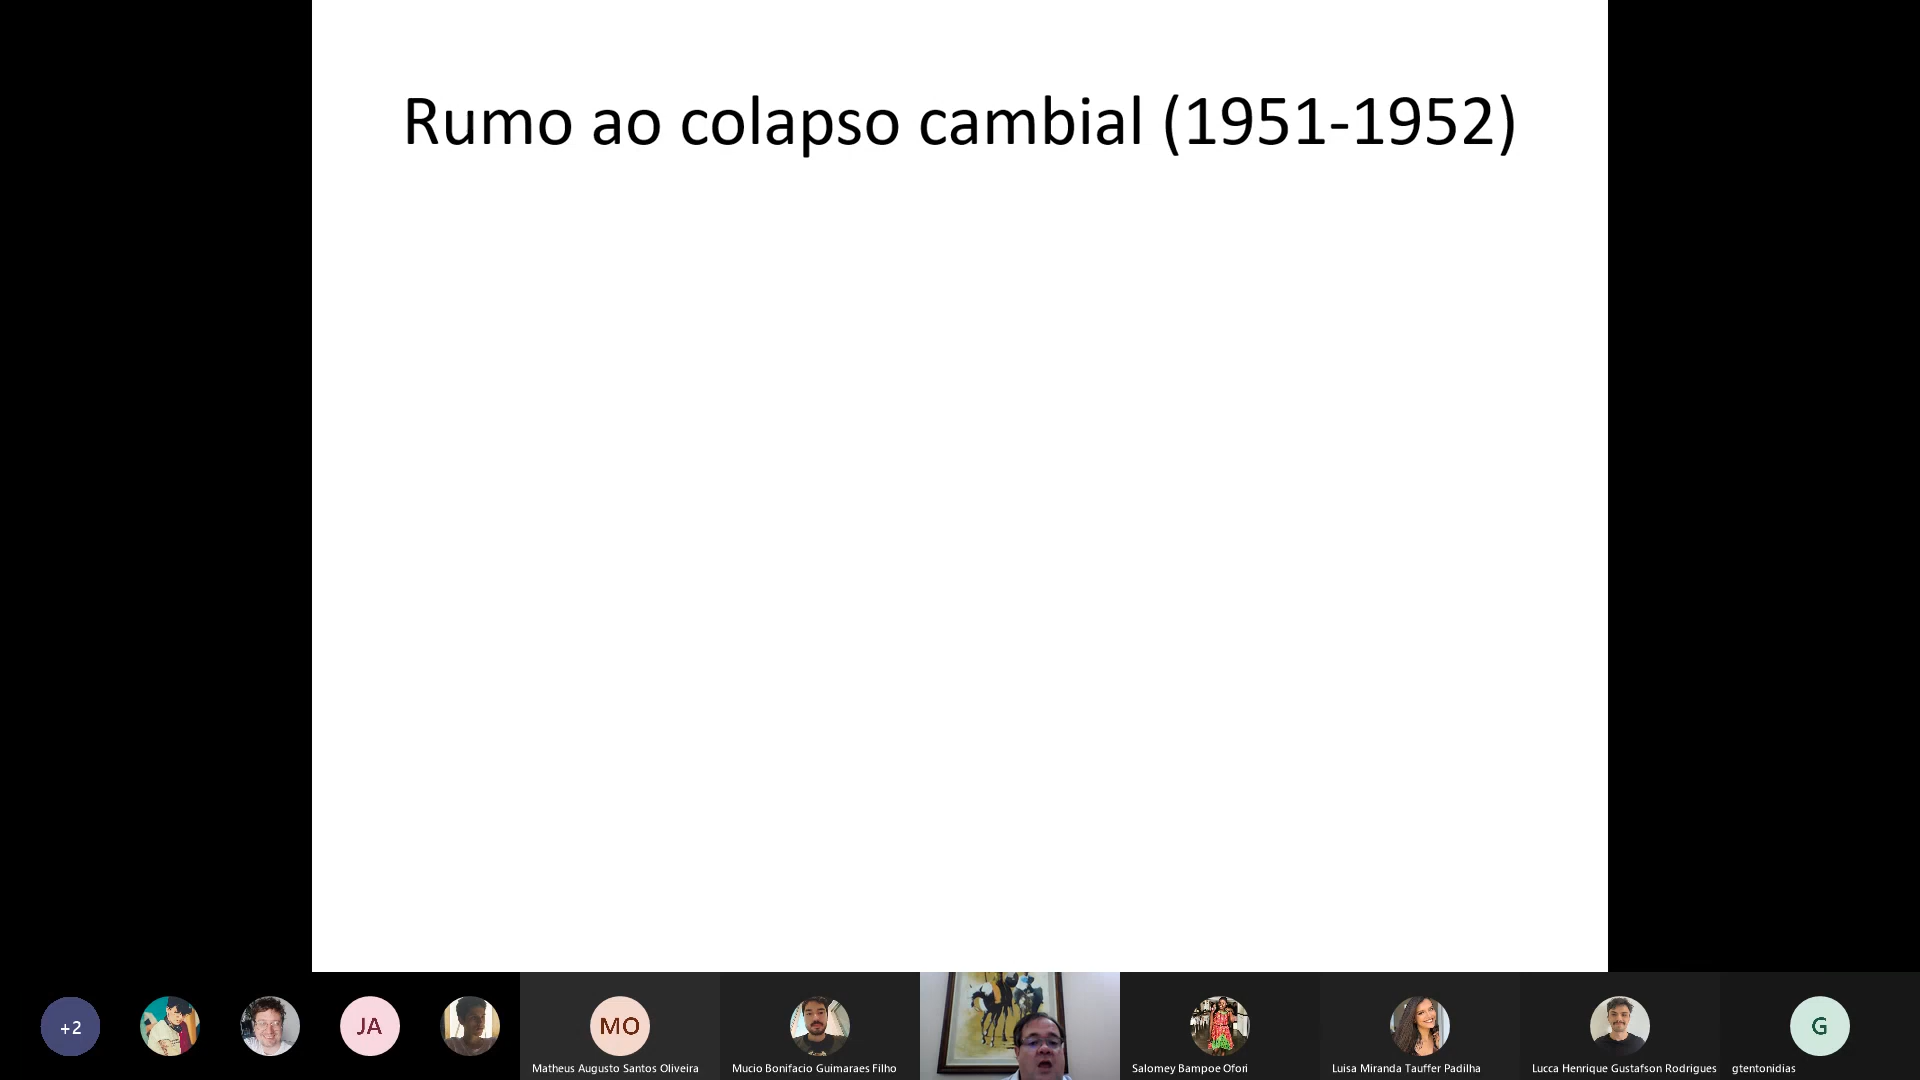 Rumo ao colapso cambial (1951-1952)
+2
JA
MO
G
Matheus Augusto Santos Oliveira
Mucio Bonifacio Guimaraes Filho
Salomey Bampoe Ofori
Luisa Miranda Tauffer Padilha
Lucca Henrique Gustafson Rodrigues
gtentonidias